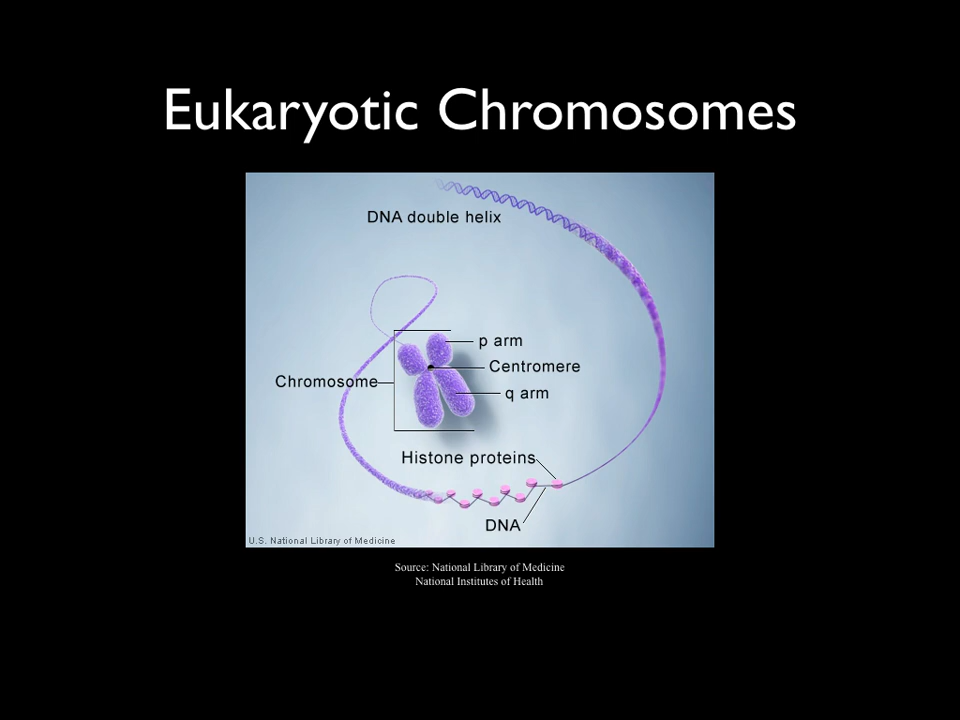 Eukaryotic Chromosomes
DNA double helix
p arm
Centromere
Chromosome
q arm
Histone proteins
DNA
U.S. National Library of Medicine
Source: National Library of Medicine
National Institutes of Health